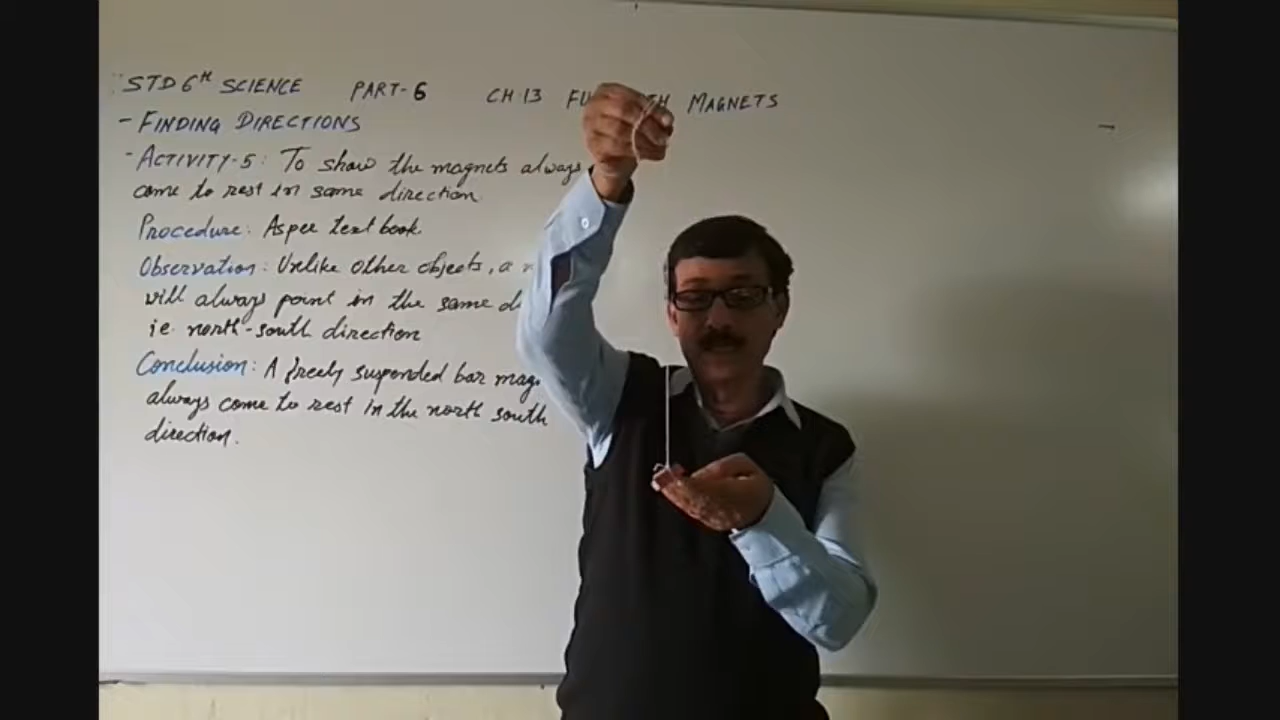 STD 6TH SCIENCE PART-6 CH 13 MAGNETS
- FINDING DIRECTIONS
- ACTIVITY-5: To show the magnets always
come to rest in same direction
Procedure: As per text book
Observation: Unlike other objects, a
will always point in the same
ie north-south direction
Conclusion: A freely suspended bar
always come to rest in the north south
direction.